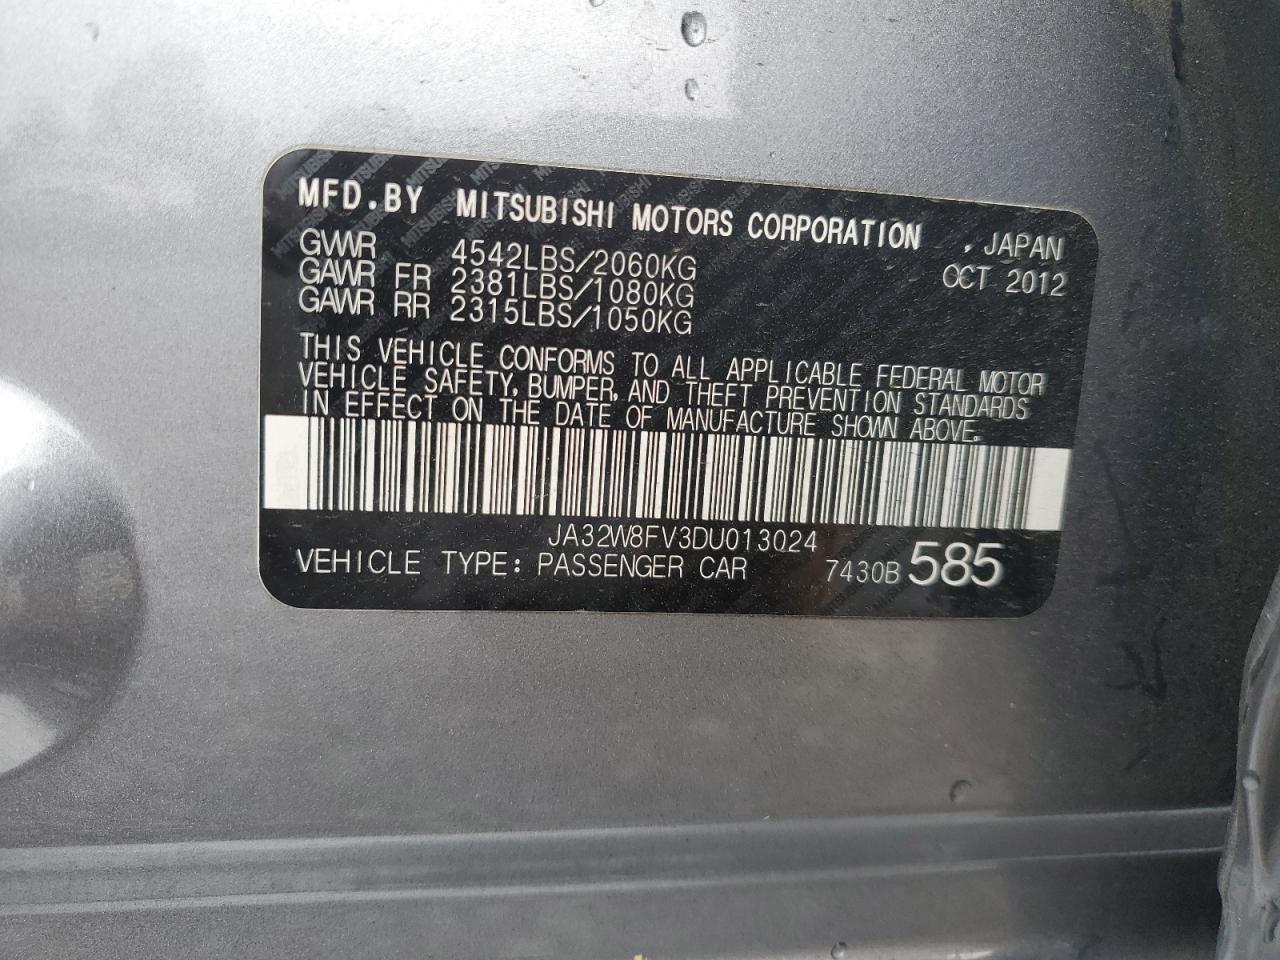 MFD.BY MITSUBISHI MOTORS CORPORATION , JAPAN
GVWR 4542LBS/2060KG OCT 2012
GAWR FR 2381LBS/1080KG
GAWR RR 2315LBS/1050KG
THIS VEHICLE CONFORMS TO ALL APPLICABLE FEDERAL MOTOR
VEHICLE SAFETY, BUMPER, AND THEFT PREVENTION STANDARDS
IN EFFECT ON THE DATE OF MANUFACTURE SHOWN ABOVE.
JA32W8FV3DU013024
VEHICLE TYPE: PASSENGER CAR 7430B 585